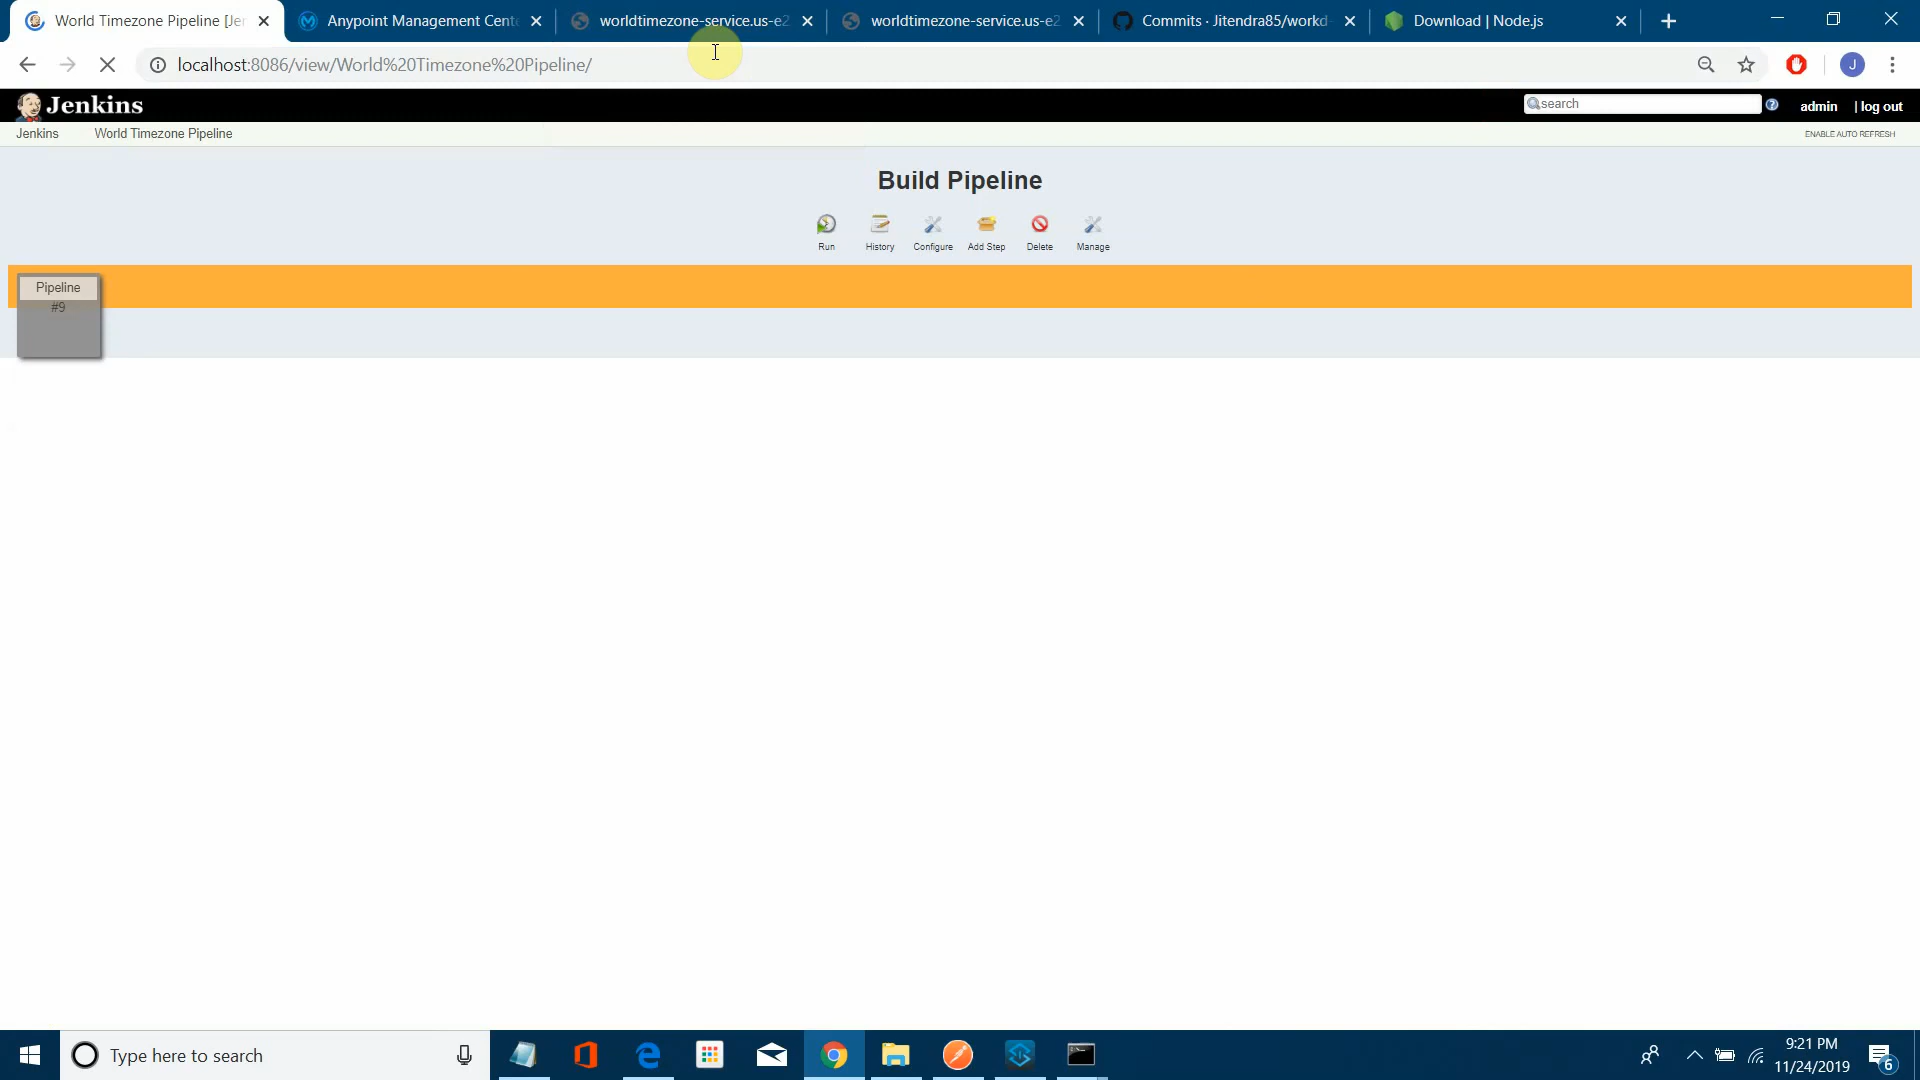 World Timezone Pipeline [Jer
Anypoint Management Cent
worldtimezone-service.us-e2
worldtimezone-service.us-e2
Commits · Jitendra85/workd
Download | Node.js
localhost:8086/view/World%20Timezone%20Pipeline/
J
Jenkins
search
admin
| log out
Jenkins
World Timezone Pipeline
ENABLE AUTO REFRESH
Build Pipeline
Run
History
Configure
Add Step
Delete
Manage
Pipeline
#9
Type here to search
9:21 PM
11/24/2019
6